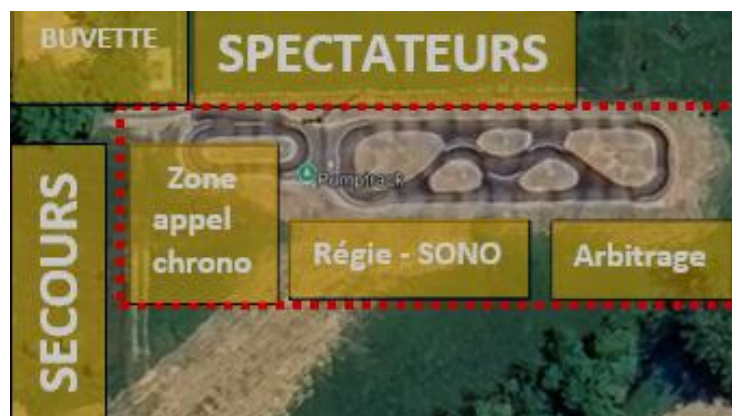 BUVETTE
SPECTATEURS
Zone
appel
chrono
Pumptrack
SECOURS
Régie - SONO
Arbitrage